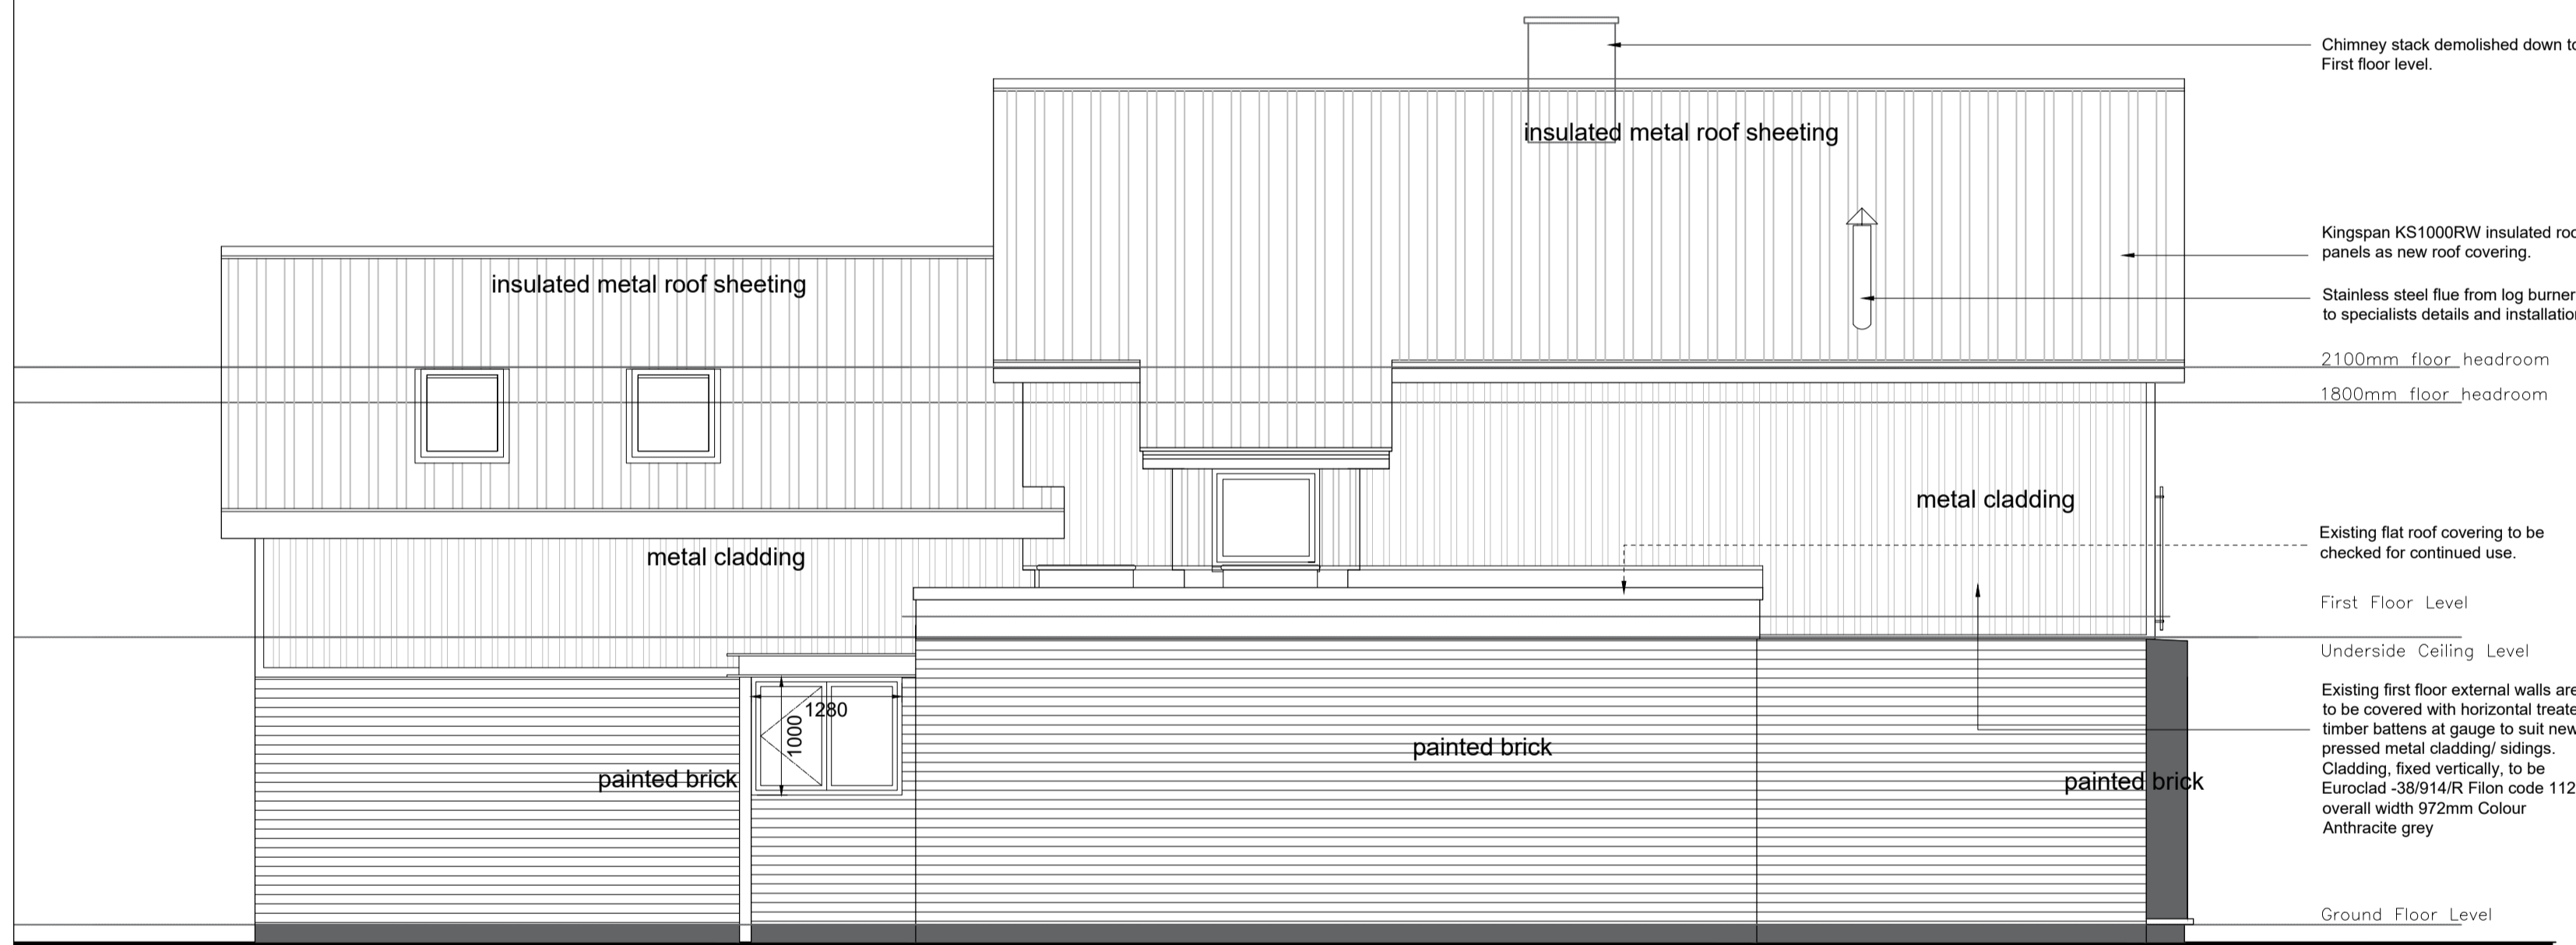 Chimney stack demolished down to
First floor level.
insulated metal roof sheeting
Kingspan KS1000RW insulated
panels as new roof covering.
insulated metal roof sheeting
Stainless steel flue from log burner
to specialists details and
2100mm floor headroom
1800mm floor headroom
metal cladding
Existing flat roof covering to be
checked for continued use.
metal cladding
First Floor Level
Underside Ceiling Level
Existing first floor external walls are
to be covered with horizontal
timber battens at gauge to suit new
pressed metal cladding/ sidings.
Cladding, fixed vertically, to be
Euroclad -38/914/R Filon code 112
overall width 972mm Colour
Anthracite grey
1280
1000
painted brick
painted brick
painted brick
Ground Floor Level